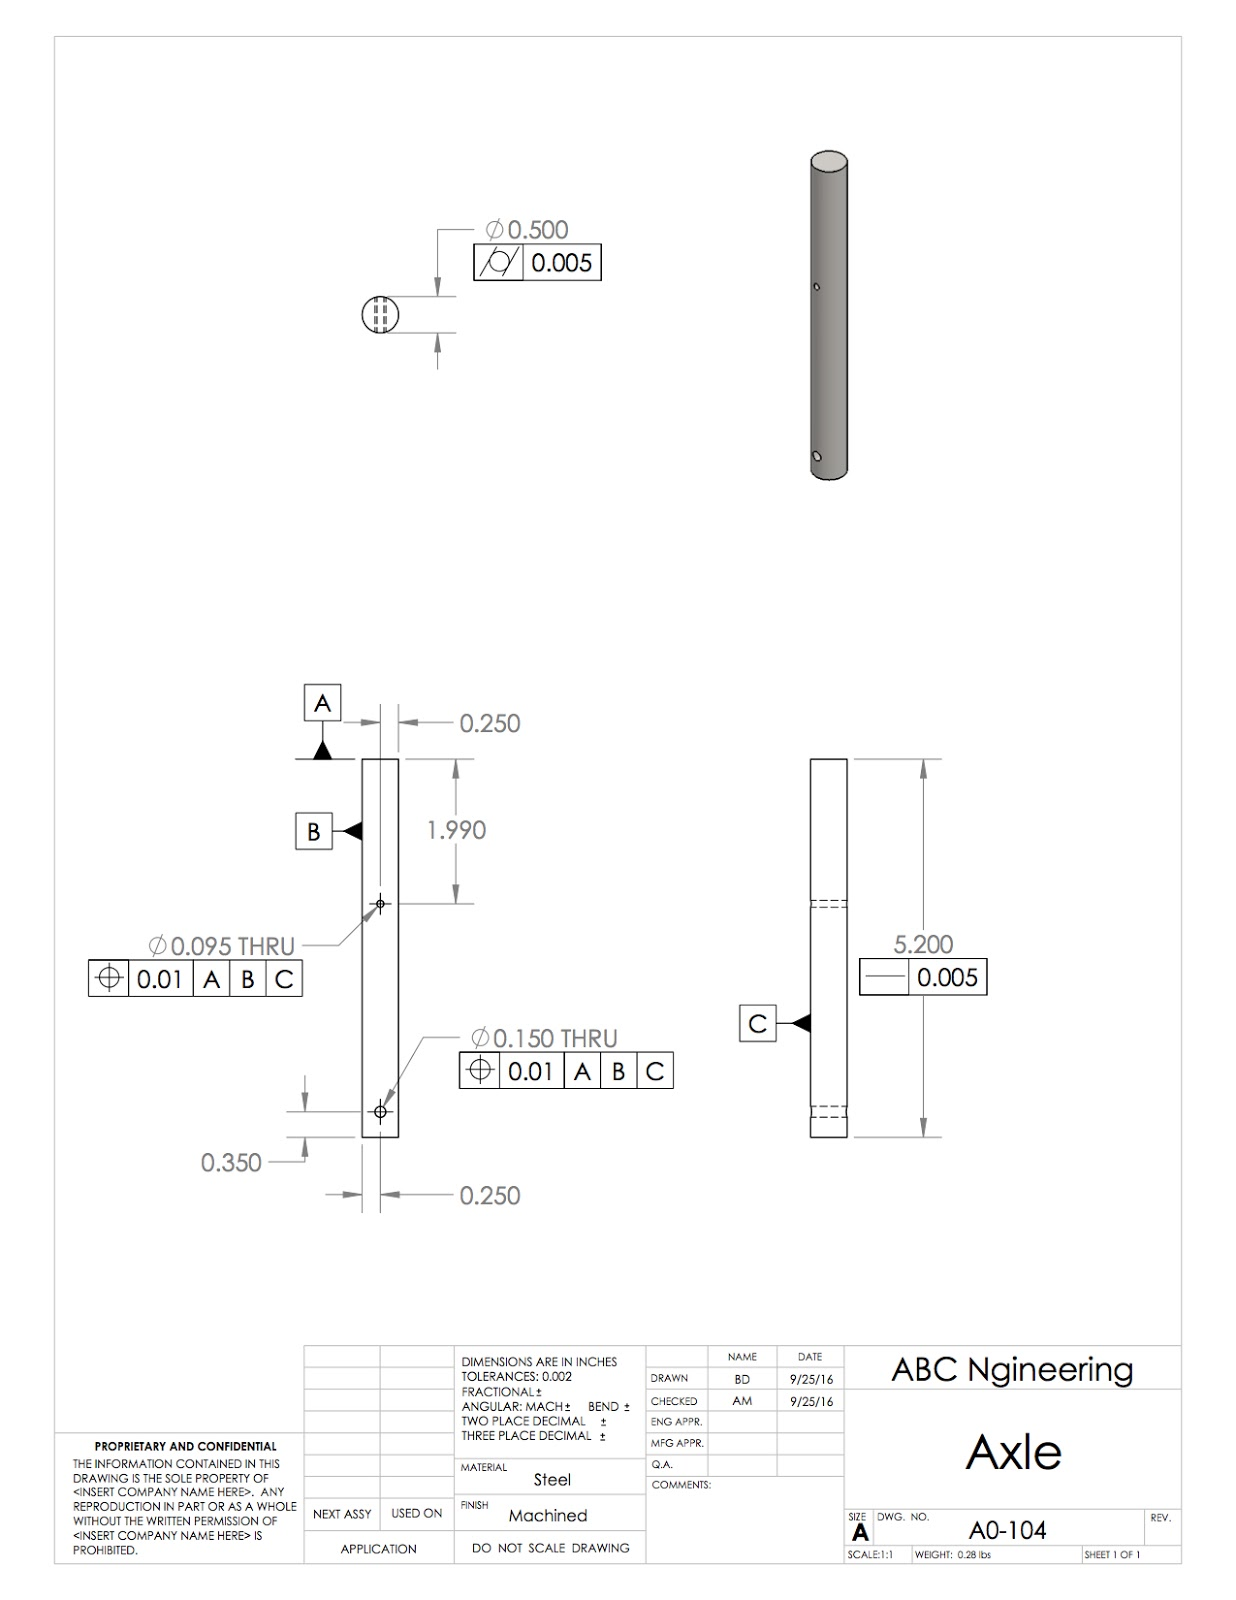 ⌀0.500
0.005
A
0.250
B
1.990
⌀0.095 THRU
0.01 A B C
5.200
0.005
C
⌀0.150 THRU
0.01 A B C
0.350
0.250
PROPRIETARY AND CONFIDENTIAL
THE INFORMATION CONTAINED IN THIS
DRAWING IS THE SOLE PROPERTY OF
<INSERT COMPANY NAME HERE>. ANY
REPRODUCTION IN PART OR AS A WHOLE
WITHOUT THE WRITTEN PERMISSION OF
<INSERT COMPANY NAME HERE> IS
PROHIBITED.
NEXT ASSY USED ON
APPLICATION
DIMENSIONS ARE IN INCHES
TOLERANCES: 0.002
FRACTIONAL ±
ANGULAR: MACH ± BEND ±
TWO PLACE DECIMAL ±
THREE PLACE DECIMAL ±
MATERIAL
Steel
FINISH
Machined
DO NOT SCALE DRAWING
NAME DATE
DRAWN BD 9/25/16
CHECKED AM 9/25/16
ENG APPR.
MFG APPR.
Q.A.
COMMENTS:
ABC Ngineering
Axle
SIZE DWG. NO. REV.
A A0-104
SCALE:1:1 WEIGHT: 0.28 lbs SHEET 1 OF 1